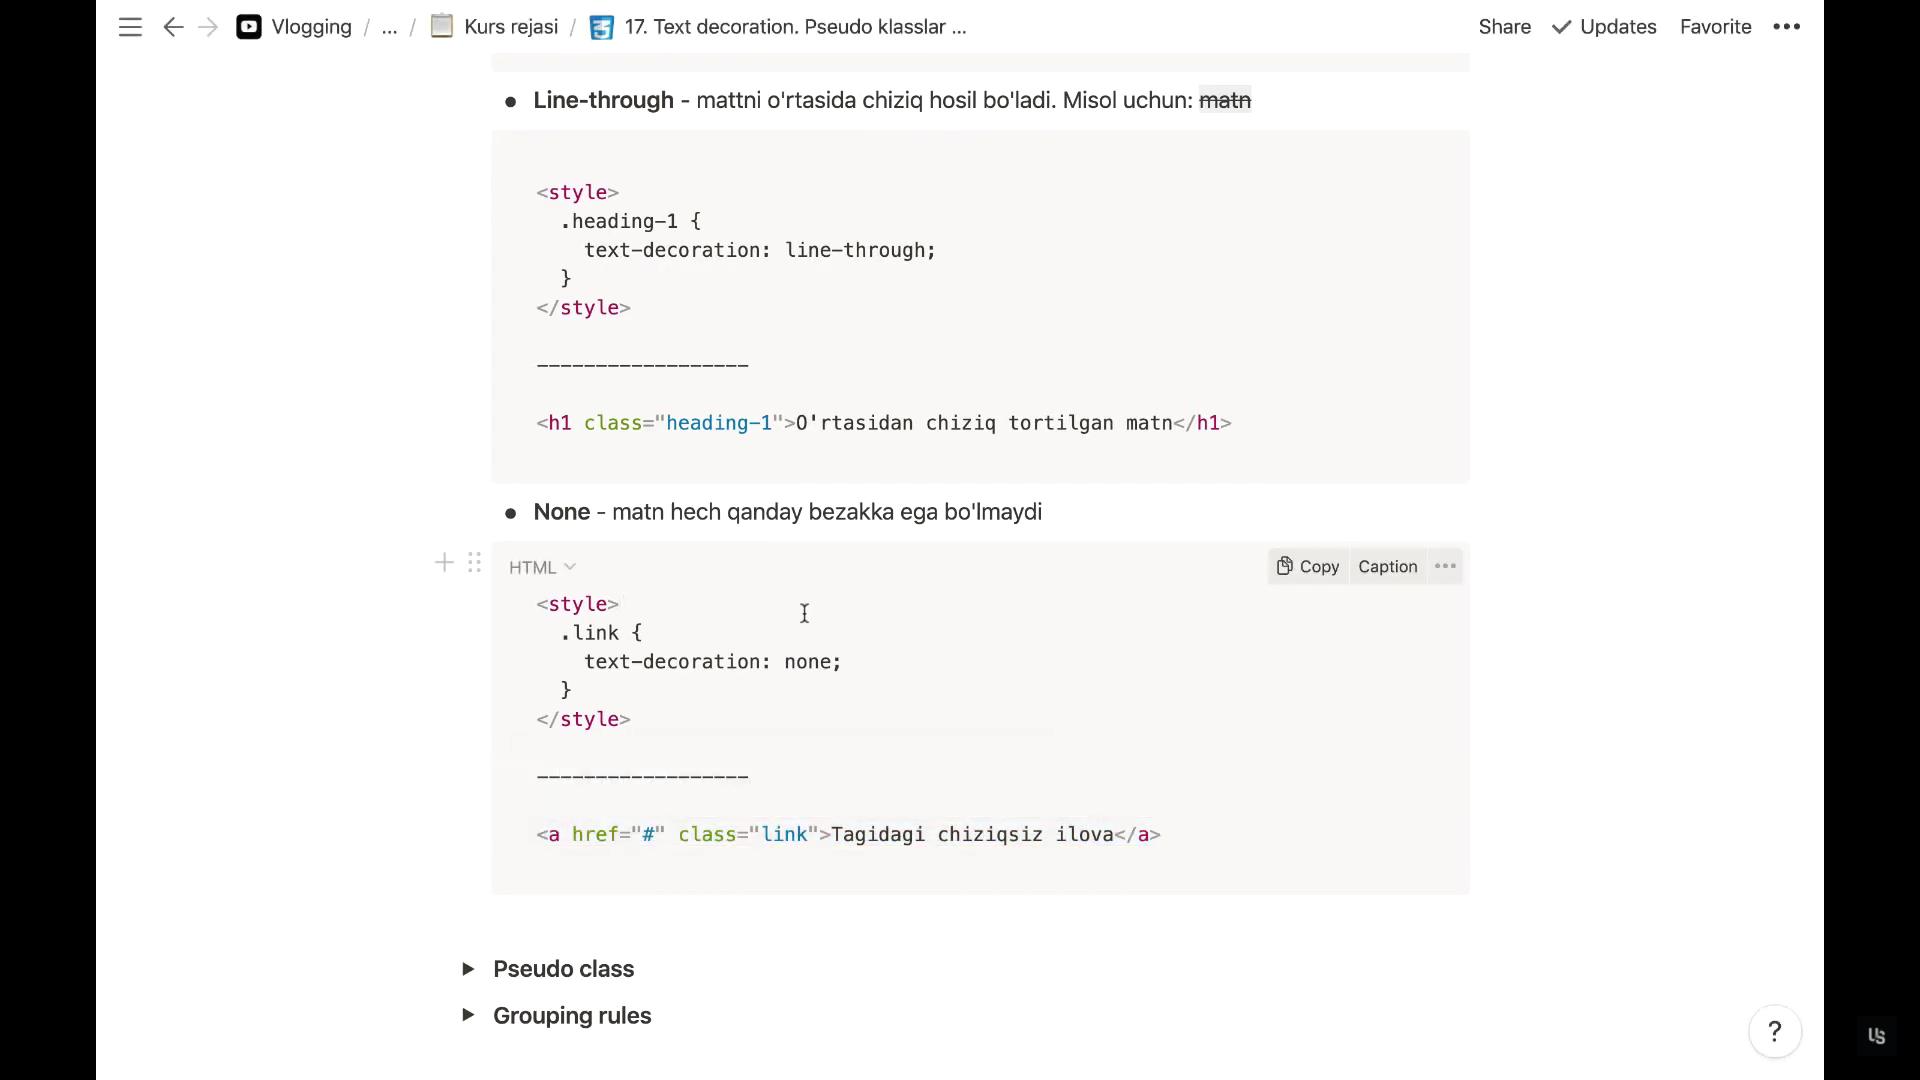 Vlogging / ... / Kurs rejasi / 17. Text decoration. Pseudo klasslar ...
Share Updates Favorite
Line-through - mattni o'rtasida chiziq hosil bo'ladi. Misol uchun: matn
<style>
.heading-1 {
text-decoration: line-through;
}
</style>
------------------
<h1 class="heading-1">O'rtasidan chiziq tortilgan matn</h1>
None - matn hech qanday bezakka ega bo'lmaydi
HTML
Copy Caption
<style>
.link {
text-decoration: none;
}
</style>
------------------
<a href="#" class="link">Tagidagi chiziqsiz ilova</a>
Pseudo class
Grouping rules
?